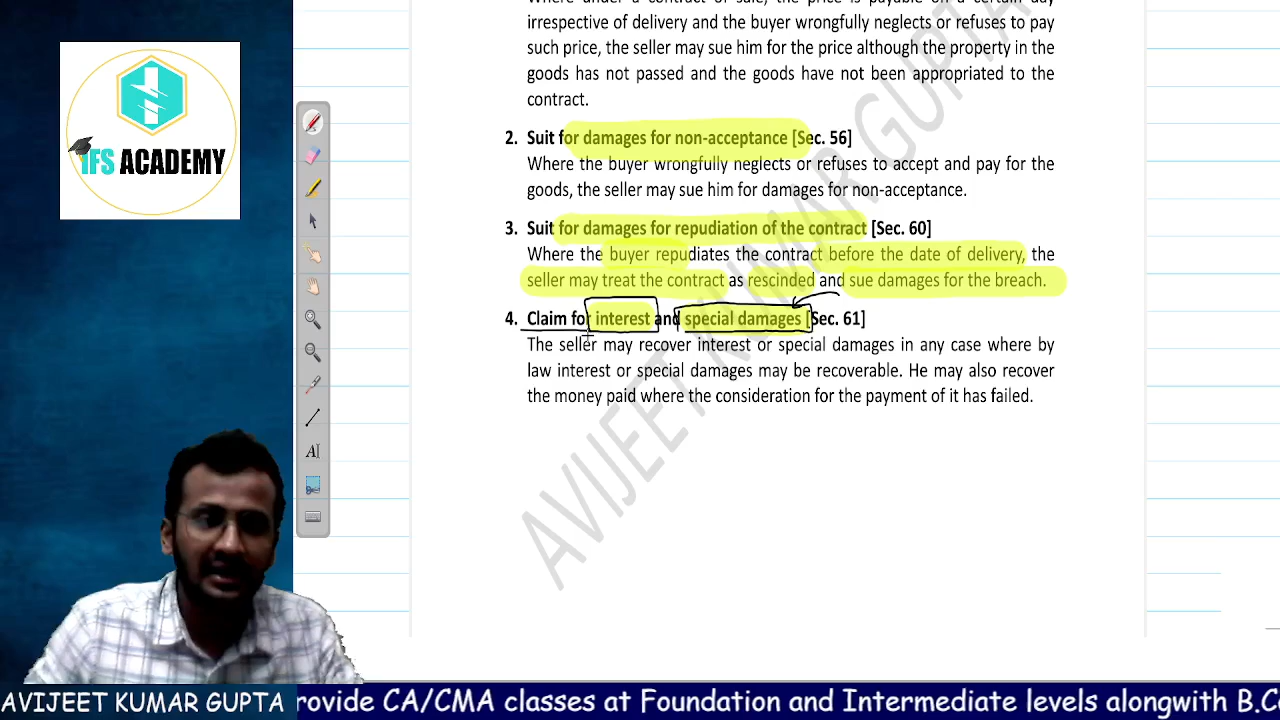 Where under a contract of sale, the price is payable on a certain day
irrespective of delivery and the buyer wrongfully neglects or refuses to pay
such price, the seller may sue him for the price although the property in the
goods has not passed and the goods have not been appropriated to the
contract.
2. Suit for damages for non-acceptance [Sec. 56]
Where the buyer wrongfully neglects or refuses to accept and pay for the
goods, the seller may sue him for damages for non-acceptance.
3. Suit for damages for repudiation of the contract [Sec. 60]
Where the buyer repudiates the contract before the date of delivery, the
seller may treat the contract as rescinded and sue damages for the breach.
4. Claim for interest and special damages [Sec. 61]
The seller may recover interest or special damages in any case where by
law interest or special damages may be recoverable. He may also recover
the money paid where the consideration for the payment of it has failed.
AVIJEET KUMAR GUPTA
IFS ACADEMY
AI
AVIJEET KUMAR GUPTA
rovide CA/CMA classes at Foundation and Intermediate levels alongwith B.C